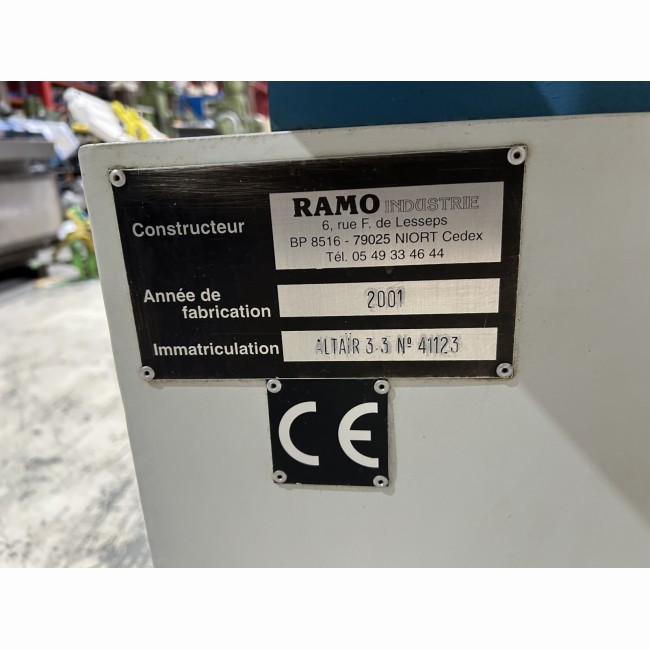 Constructeur
RAMO INDUSTRIE
6, rue F. de Lesseps
BP 8516 - 79025 NIORT Cedex
Tél. 05 49 33 46 44
Année de
fabrication
2001
Immatriculation
ALTAÏR 3.3 Nº 41123
CE